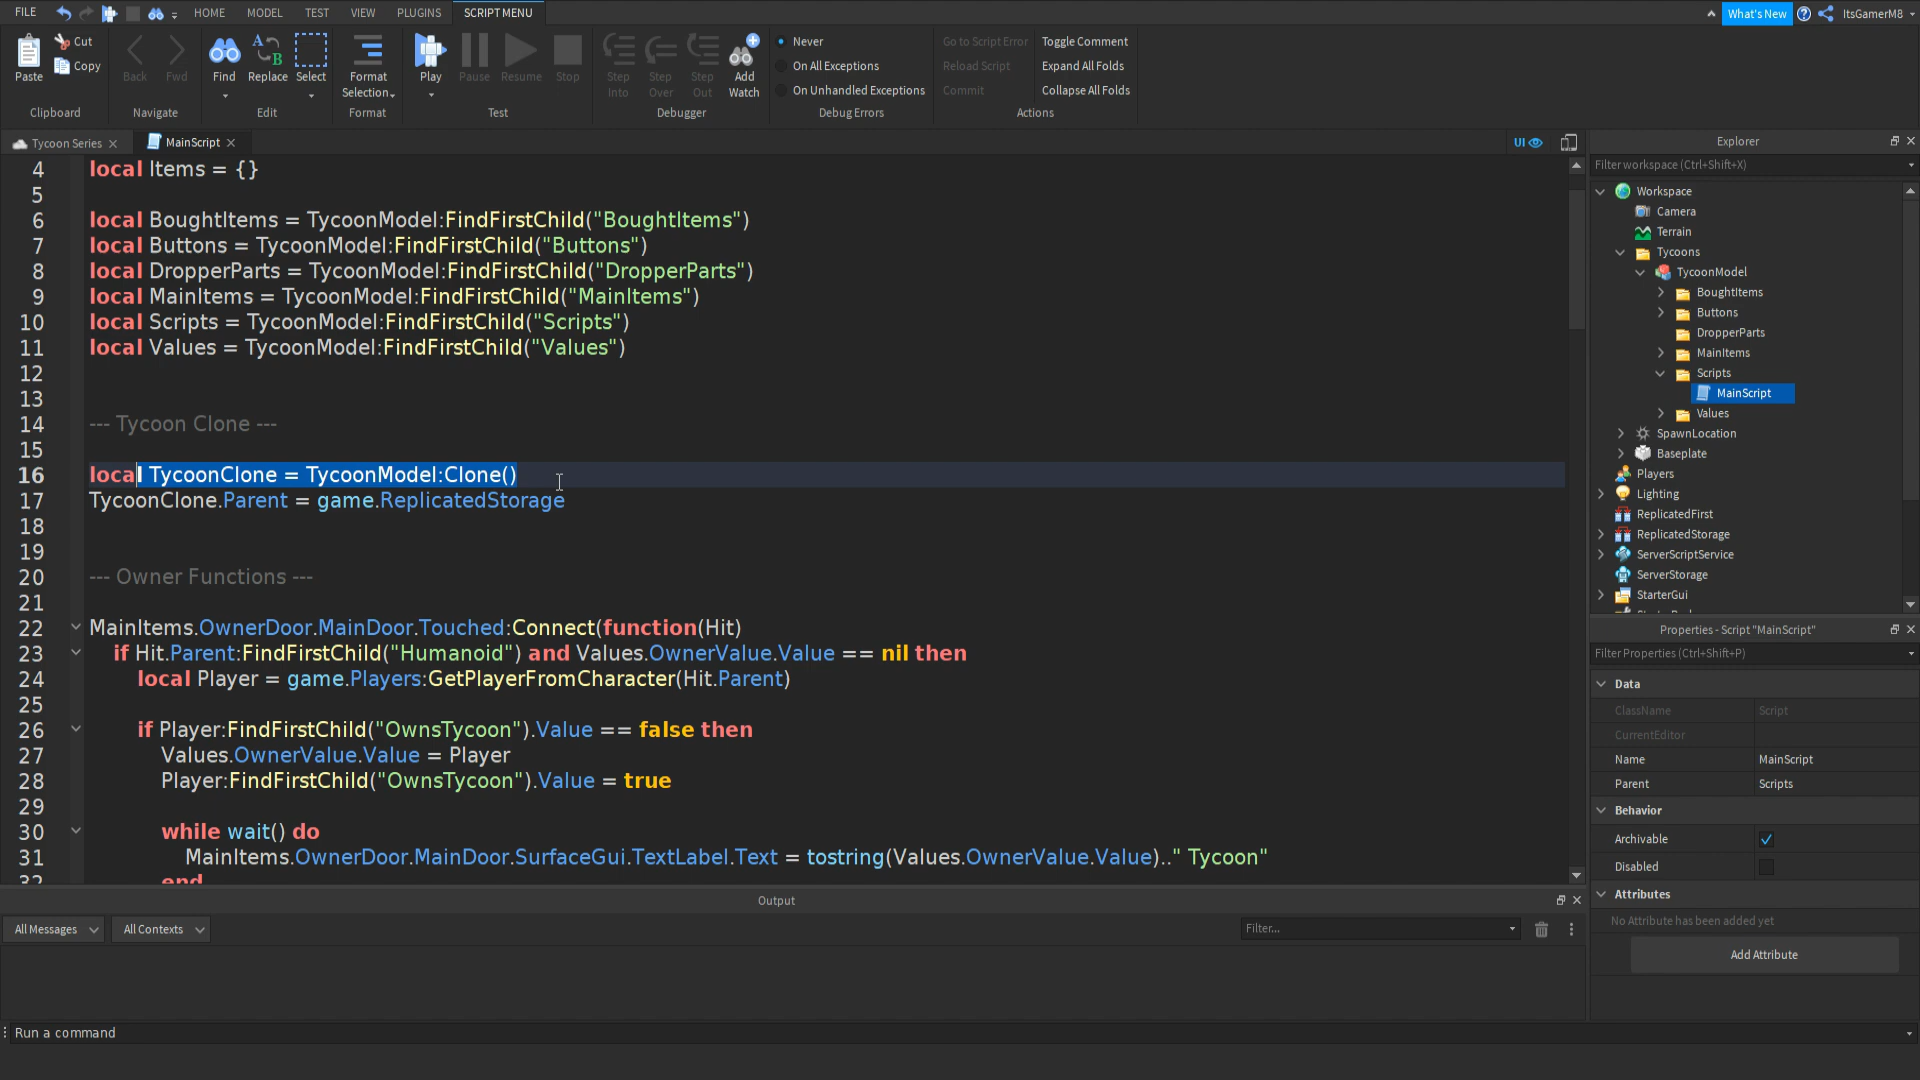 FILE HOME MODEL TEST VIEW PLUGINS SCRIPT MENU What's New ItsGamerM8
Paste Cut Copy
Clipboard
Back Fwd
Navigate
Find Replace Select
Edit
Format Selection
Format
Play Pause Resume Stop
Test
Step Into Step Over Step Out Add Watch
Debugger
Never
On All Exceptions
On Unhandled Exceptions
Debug Errors
Go to Script Error Toggle Comment
Reload Script Expand All Folds
Commit Collapse All Folds
Actions
Tycoon Series MainScript UI
4 local Items = {}
5
6 local BoughtItems = TycoonModel:FindFirstChild("BoughtItems")
7 local Buttons = TycoonModel:FindFirstChild("Buttons")
8 local DropperParts = TycoonModel:FindFirstChild("DropperParts")
9 local MainItems = TycoonModel:FindFirstChild("MainItems")
10 local Scripts = TycoonModel:FindFirstChild("Scripts")
11 local Values = TycoonModel:FindFirstChild("Values")
12
13
14 --- Tycoon Clone ---
15
16 local TycoonClone = TycoonModel:Clone()
17 TycoonClone.Parent = game.ReplicatedStorage
18
19
20 --- Owner Functions ---
21
22 MainItems.OwnerDoor.MainDoor.Touched:Connect(function(Hit)
23 if Hit.Parent:FindFirstChild("Humanoid") and Values.OwnerValue.Value == nil then
24 local Player = game.Players:GetPlayerFromCharacter(Hit.Parent)
25
26 if Player:FindFirstChild("OwnsTycoon").Value == false then
27 Values.OwnerValue.Value = Player
28 Player:FindFirstChild("OwnsTycoon").Value = true
29
30 while wait() do
31 MainItems.OwnerDoor.MainDoor.SurfaceGui.TextLabel.Text = tostring(Values.OwnerValue.Value).." Tycoon"
32 end
Output
All Messages All Contexts Filter...
Run a command
Explorer
Filter workspace (Ctrl+Shift+X)
Workspace
Camera
Terrain
Tycoons
TycoonModel
BoughtItems
Buttons
DropperParts
MainItems
Scripts
MainScript
Values
SpawnLocation
Baseplate
Players
Lighting
ReplicatedFirst
ReplicatedStorage
ServerScriptService
ServerStorage
StarterGui
Properties - Script "MainScript"
Filter Properties (Ctrl+Shift+P)
Data
ClassName Script
CurrentEditor
Name MainScript
Parent Scripts
Behavior
Archivable
Disabled
Attributes
No Attribute has been added yet
Add Attribute